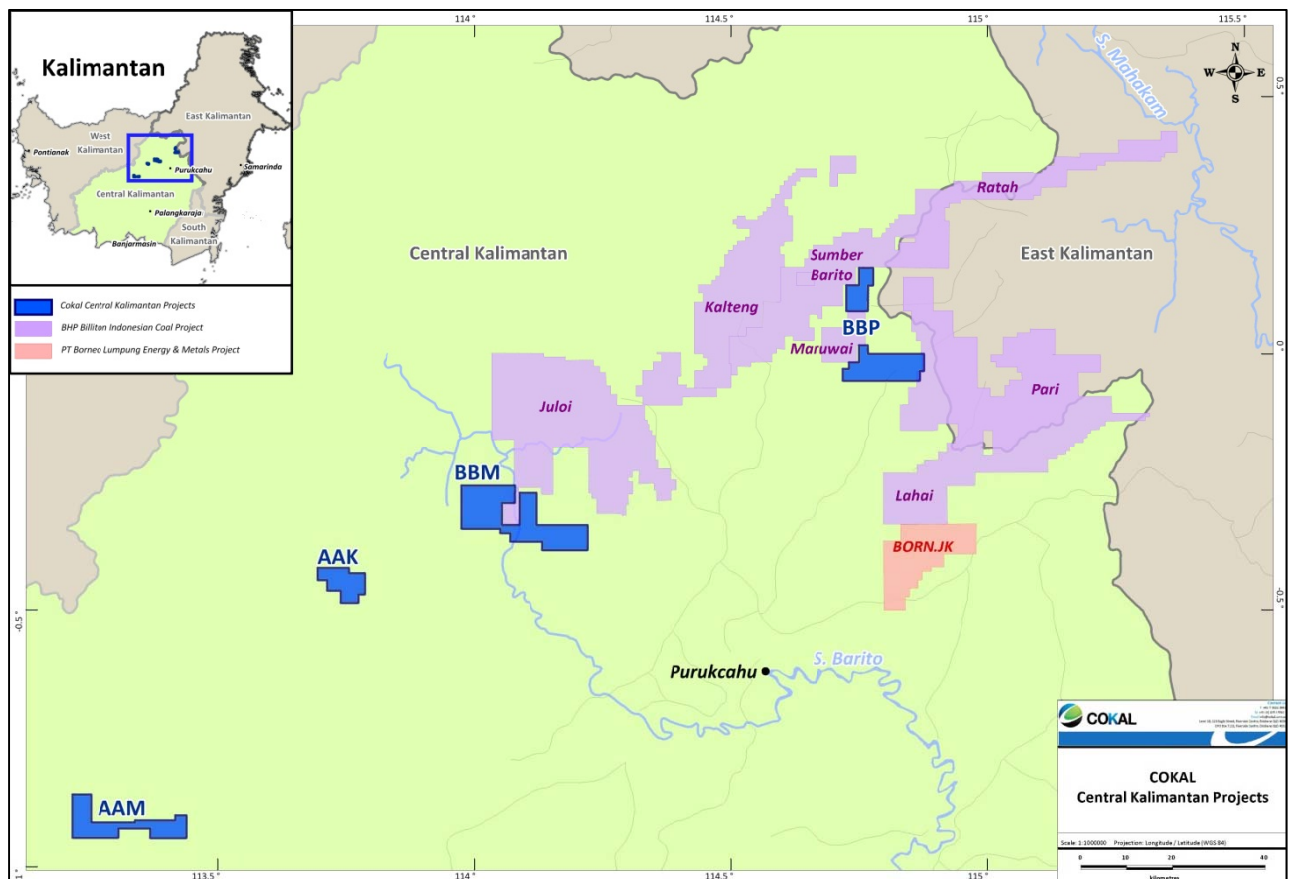 114 °
114.5 °
115 °
115.5 °
Kalimantan
East Kalimantan
West
Kalimantan
Pontianak
Purukcahu
Samarinda
Central Kalimantan
Palangkaraja
South
Kalimantan
Banjarmasin
Cokal Central Kalimantan Projects
BHP Billitan Indonesian Coal Project
PT Borneo Lumpung Energy & Metals Project
N
W
E
S
S. Mahakam
0.5 °
Ratah
Central Kalimantan
Sumber
Barito
East Kalimantan
Kalteng
BBP
Maruwai
0
Juloi
Pari
BBM
Lahai
AAK
BORN.JK
-0.5 °
-0.5 °
Purukcahu
S. Barito
AAM
COKAL
COKAL
Central Kalimantan Projects
Scale: 1:1000000 Projection: Longitude / Latitude (WGS 84)
0 10 20 40
kilometres
-1 °
113.5 °
114 °
114.5 °
115 °